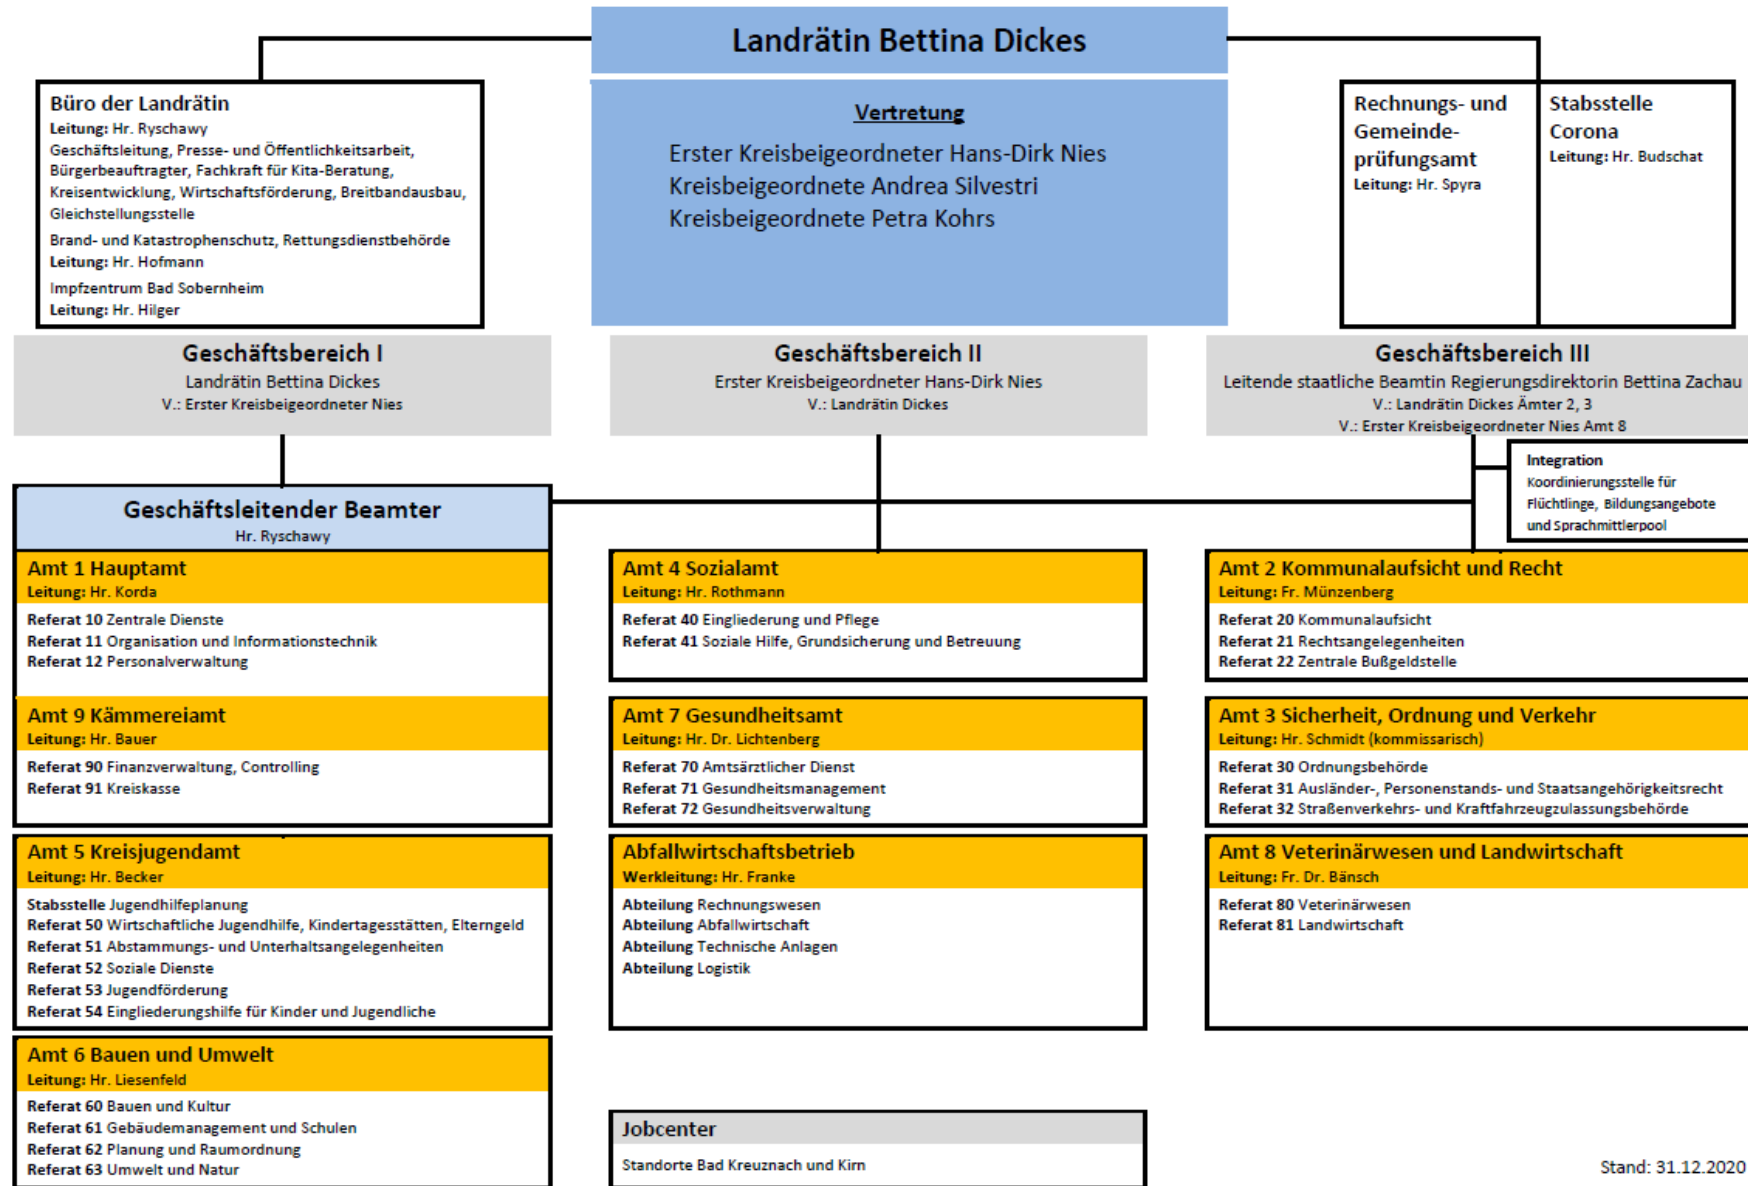 Landrätin Bettina Dickes
Büro der Landrätin
Leitung: Hr. Ryschawy
Geschäftsleitung, Presse- und Öffentlichkeitsarbeit,
Bürgerbeauftragter, Fachkraft für Kita-Beratung,
Kreisentwicklung, Wirtschaftsförderung, Breitbandausbau,
Gleichstellungsstelle
Brand- und Katastrophenschutz, Rettungsdienstbehörde
Leitung: Hr. Hofmann
Impfzentrum Bad Sobernheim
Leitung: Hr. Hilger
Vertretung
Erster Kreisbeigeordneter Hans-Dirk Nies
Kreisbeigeordnete Andrea Silvestri
Kreisbeigeordnete Petra Kohrs
Rechnungs- und
Gemeinde-
prüfungsamt
Leitung: Hr. Spyra
Stabsstelle
Corona
Leitung: Hr. Budschat
Geschäftsbereich I
Landrätin Bettina Dickes
V.: Erster Kreisbeigeordneter Nies
Geschäftsbereich II
Erster Kreisbeigeordneter Hans-Dirk Nies
V.: Landrätin Dickes
Geschäftsbereich III
Leitende staatliche Beamtin Regierungsdirektorin Bettina Zachau
V.: Landrätin Dickes Ämter 2, 3
V.: Erster Kreisbeigeordneter Nies Amt 8
Integration
Koordinierungsstelle für
Flüchtlinge, Bildungsangebote
und Sprachmittlerpool
Geschäftsleitender Beamter
Hr. Ryschawy
Amt 1 Hauptamt
Leitung: Hr. Korda
Referat 10 Zentrale Dienste
Referat 11 Organisation und Informationstechnik
Referat 12 Personalverwaltung
Amt 9 Kämmereiamt
Leitung: Hr. Bauer
Referat 90 Finanzverwaltung, Controlling
Referat 91 Kreiskasse
Amt 5 Kreisjugendamt
Leitung: Hr. Becker
Stabsstelle Jugendhilfeplanung
Referat 50 Wirtschaftliche Jugendhilfe, Kindertagesstätten, Elterngeld
Referat 51 Abstammungs- und Unterhaltsangelegenheiten
Referat 52 Soziale Dienste
Referat 53 Jugendförderung
Referat 54 Eingliederungshilfe für Kinder und Jugendliche
Amt 6 Bauen und Umwelt
Leitung: Hr. Liesenfeld
Referat 60 Bauen und Kultur
Referat 61 Gebäudemanagement und Schulen
Referat 62 Planung und Raumordnung
Referat 63 Umwelt und Natur
Amt 4 Sozialamt
Leitung: Hr. Rothmann
Referat 40 Eingliederung und Pflege
Referat 41 Soziale Hilfe, Grundsicherung und Betreuung
Amt 7 Gesundheitsamt
Leitung: Hr. Dr. Lichtenberg
Referat 70 Amtsärztlicher Dienst
Referat 71 Gesundheitsmanagement
Referat 72 Gesundheitsverwaltung
Abfallwirtschaftsbetrieb
Werkleitung: Hr. Franke
Abteilung Rechnungswesen
Abteilung Abfallwirtschaft
Abteilung Technische Anlagen
Abteilung Logistik
Jobcenter
Standorte Bad Kreuznach und Kirn
Amt 2 Kommunalaufsicht und Recht
Leitung: Fr. Münzenberg
Referat 20 Kommunalaufsicht
Referat 21 Rechtsangelegenheiten
Referat 22 Zentrale Bußgeldstelle
Amt 3 Sicherheit, Ordnung und Verkehr
Leitung: Hr. Schmidt (kommissarisch)
Referat 30 Ordnungsbehörde
Referat 31 Ausländer-, Personenstands- und Staatsangehörigkeitsrecht
Referat 32 Straßenverkehrs- und Kraftfahrzeugzulassungsbehörde
Amt 8 Veterinärwesen und Landwirtschaft
Leitung: Fr. Dr. Bänsch
Referat 80 Veterinärwesen
Referat 81 Landwirtschaft
Stand: 31.12.2020